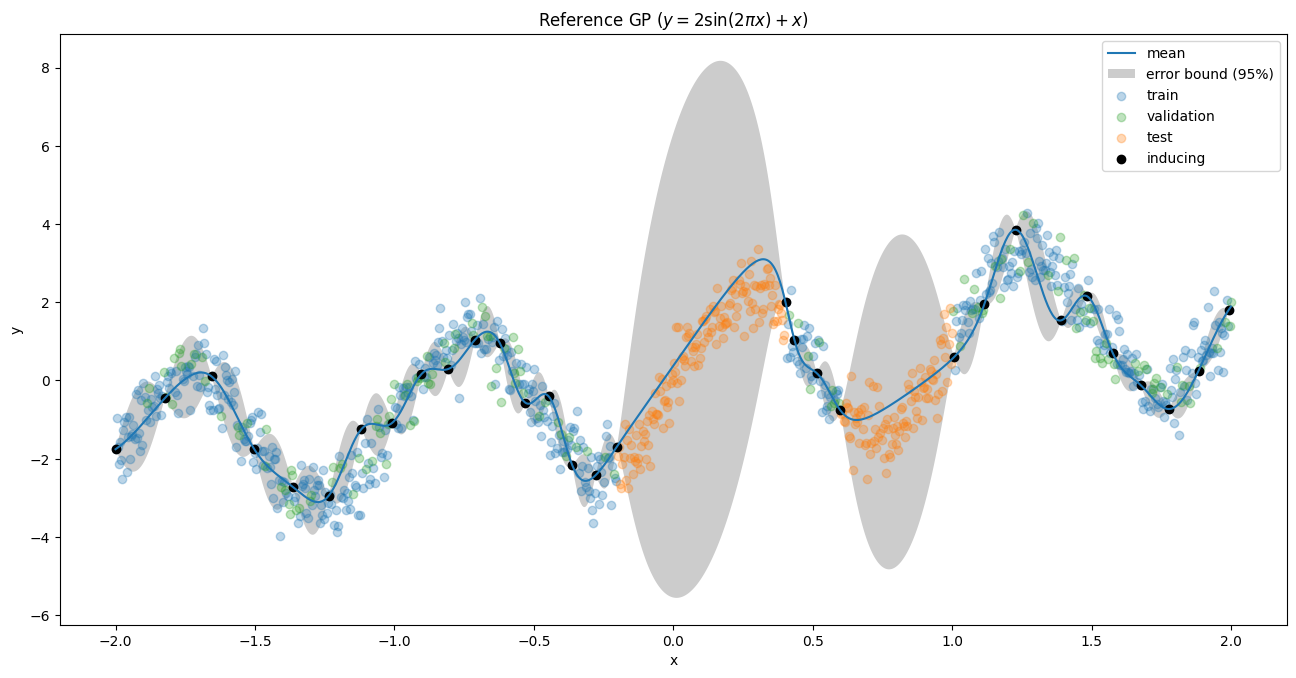 Reference GP (y = 2sin(2πx) + x)
mean
error bound (95%)
train
validation
test
inducing
8
6
4
2
0
−2
−4
−6
y
−2.0 −1.5 −1.0 −0.5 0.0 0.5 1.0 1.5 2.0
x